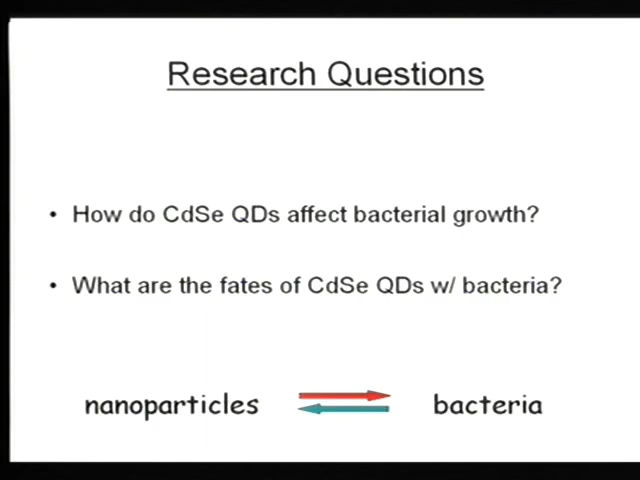 Research Questions
• How do CdSe QDs affect bacterial growth?
• What are the fates of CdSe QDs w/ bacteria?
nanoparticles bacteria